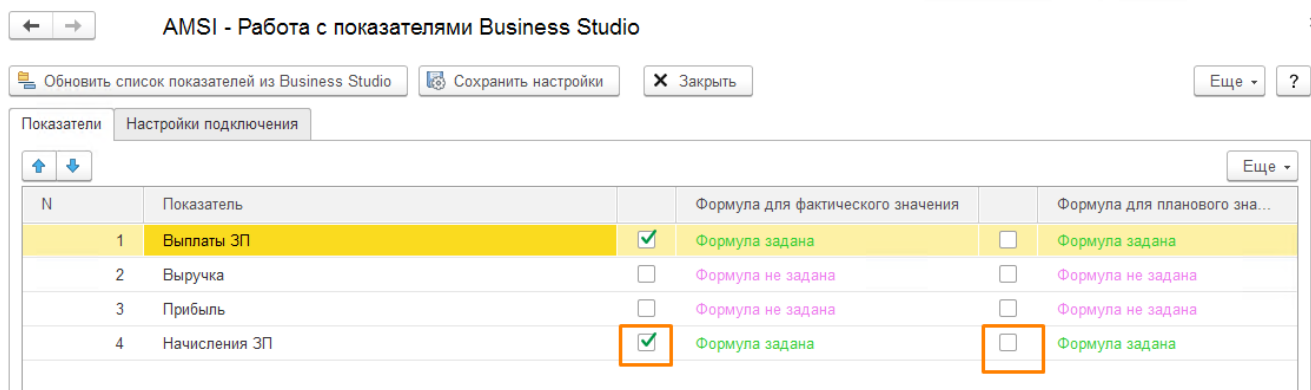 AMSI - Работа с показателями Business Studio
Обновить список показателей из Business Studio Сохранить настройки Закрыть Еще ?
Показатели Настройки подключения
Еще
N Показатель Формула для фактического значения Формула для планового зна...
1 Выплаты ЗП Формула задана Формула задана
2 Выручка Формула не задана Формула не задана
3 Прибыль Формула не задана Формула не задана
4 Начисления ЗП Формула задана Формула задана